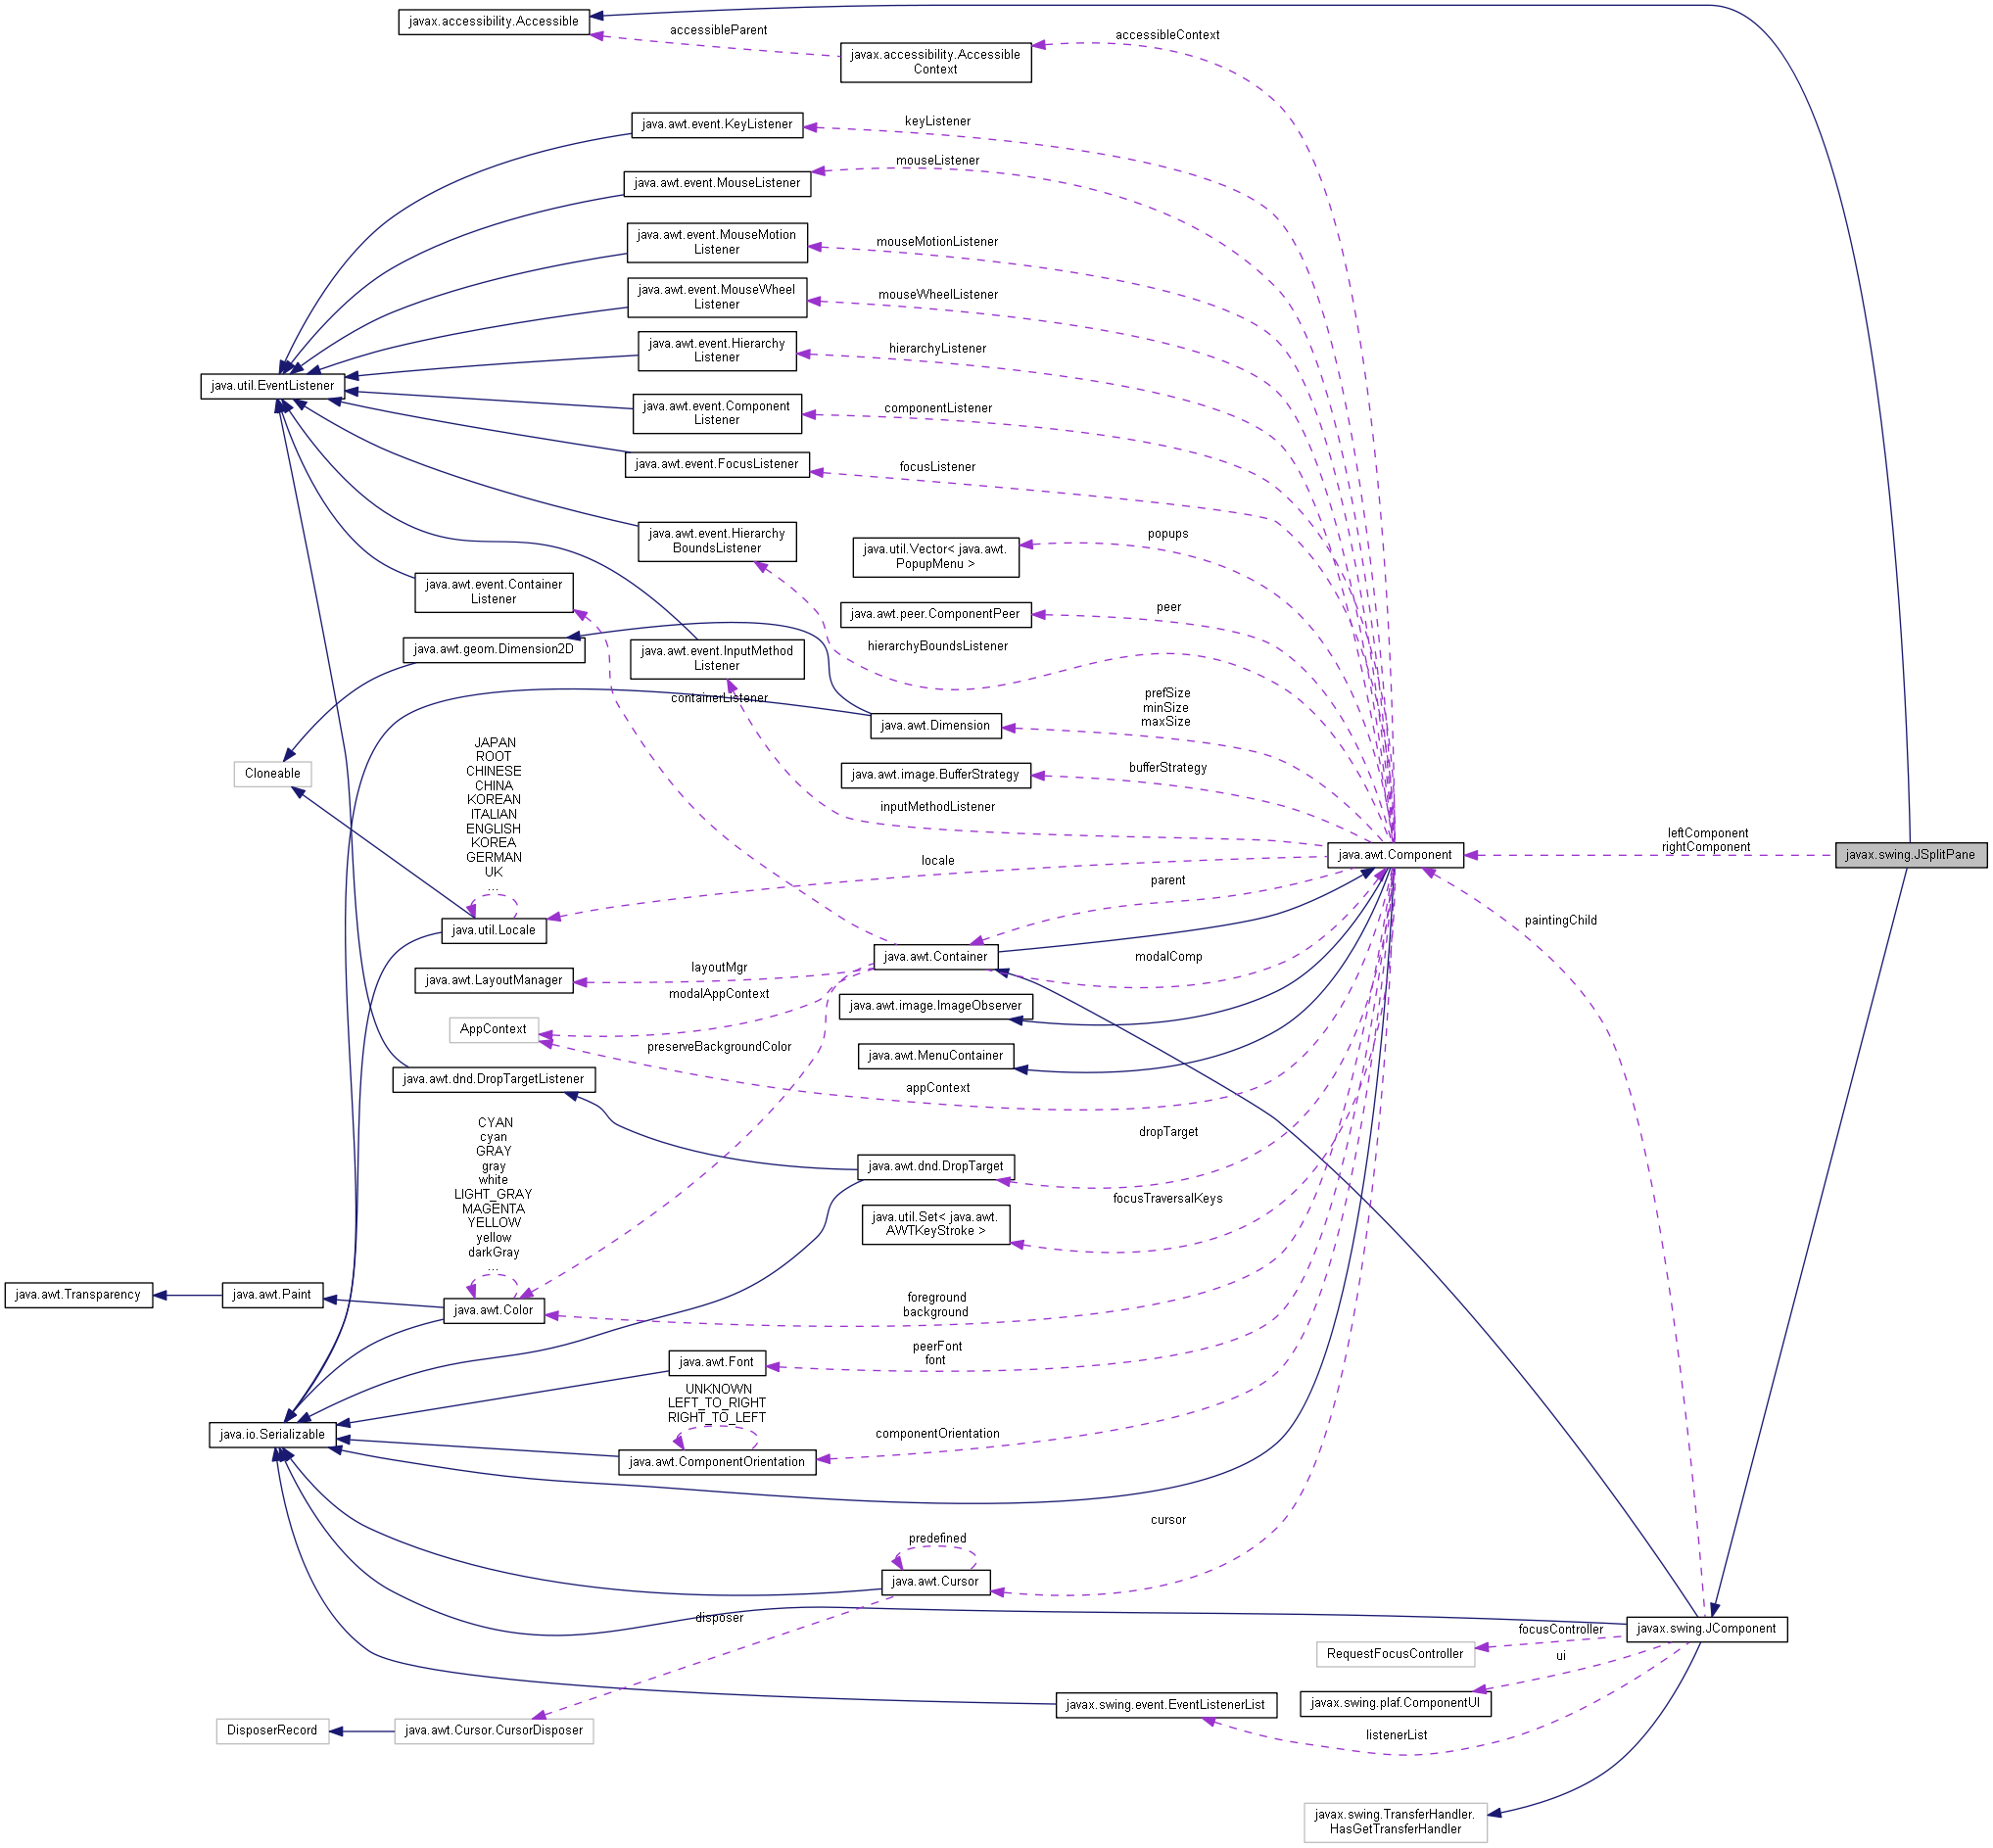 javax.accessibility.Accessible
accessibleParent
accessibleContext
javax.accessibility.Accessible
Context
java.awt.event.KeyListener
keyListener
mouseListener
java.awt.event.MouseListener
java.awt.event.MouseMotion
Listener
mouseMotionListener
java.awt.event.MouseWheel
Listener
mouseWheelListener
java.awt.event.Hierarchy
Listener
hierarchyListener
java.util.EventListener
java.awt.event.Component
Listener
componentListener
java.awt.event.FocusListener
focusListener
java.awt.event.Hierarchy
BoundsListener
java.util.Vector< java.awt.
PopupMenu >
popups
java.awt.event.Container
Listener
java.awt.peer.ComponentPeer
peer
java.awt.geom.Dimension2D
java.awt.event.InputMethod
Listener
hierarchyBoundsListener
containerListener
java.awt.Dimension
prefSize
minSize
maxSize
Cloneable
JAPAN
ROOT
CHINESE
CHINA
KOREAN
ITALIAN
ENGLISH
KOREA
GERMAN
UK
...
java.awt.image.BufferStrategy
bufferStrategy
inputMethodListener
java.awt.Component
leftComponent
rightComponent
javax.swing.JSplitPane
locale
parent
java.util.Locale
paintingChild
java.awt.Container
modalComp
java.awt.LayoutManager
layoutMgr
modalAppContext
java.awt.image.ImageObserver
AppContext
preserveBackgroundColor
java.awt.MenuContainer
java.awt.dnd.DropTargetListener
appContext
CYAN
cyan
GRAY
gray
white
LIGHT_GRAY
MAGENTA
YELLOW
yellow
darkGray
...
dropTarget
java.awt.dnd.DropTarget
focusTraversalKeys
java.util.Set< java.awt.
AWTKeyStroke >
java.awt.Transparency
java.awt.Paint
java.awt.Color
foreground
background
java.awt.Font
peerFont
font
UNKNOWN
LEFT_TO_RIGHT
RIGHT_TO_LEFT
java.io.Serializable
java.awt.ComponentOrientation
componentOrientation
cursor
predefined
java.awt.Cursor
disposer
javax.swing.JComponent
focusController
RequestFocusController
ui
javax.swing.event.EventListenerList
javax.swing.plaf.ComponentUI
DisposerRecord
java.awt.Cursor.CursorDisposer
listenerList
javax.swing.TransferHandler.
HasGetTransferHandler